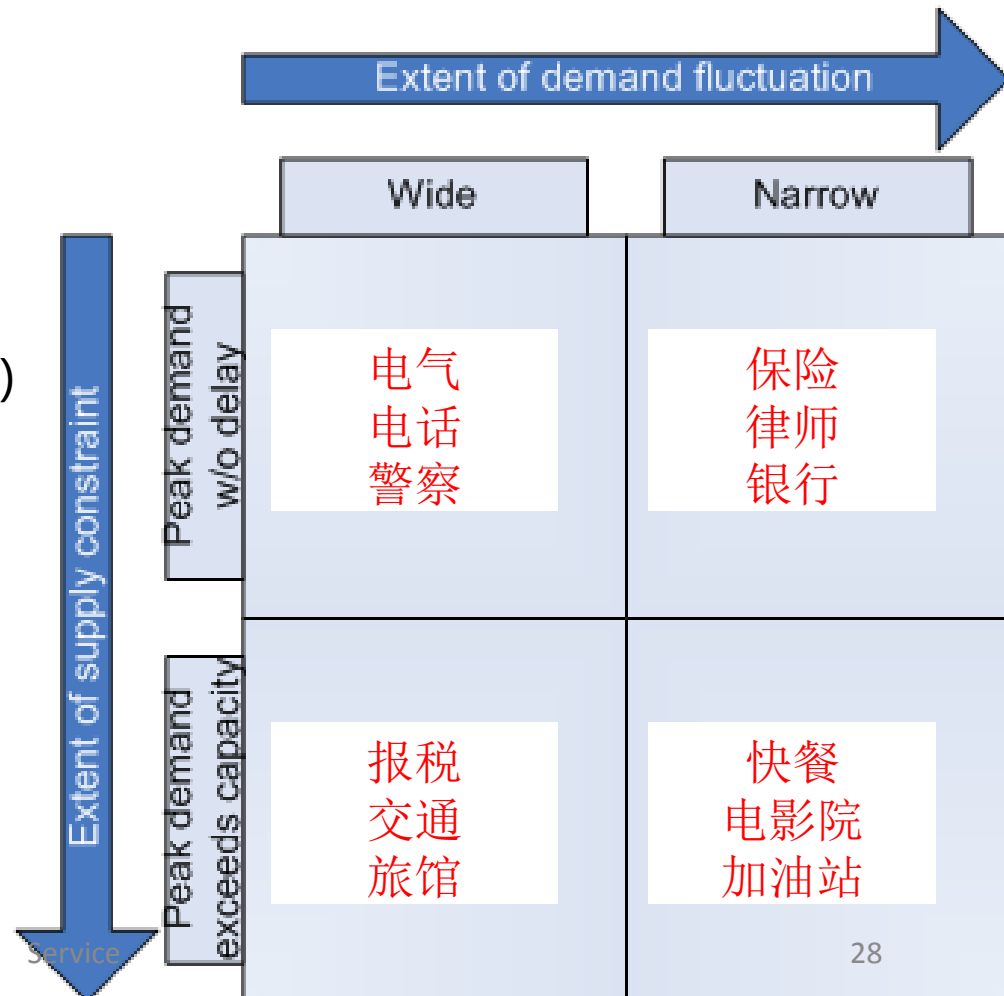 Extent of demand fluctuation
Wide
Narrow
)
Extent of supply constraint
Peak demand
w/o delay
电气
电话
警察
保险
律师
银行
Peak demand
exceeds capacity
报税
交通
旅馆
快餐
电影院
加油站
Service
28